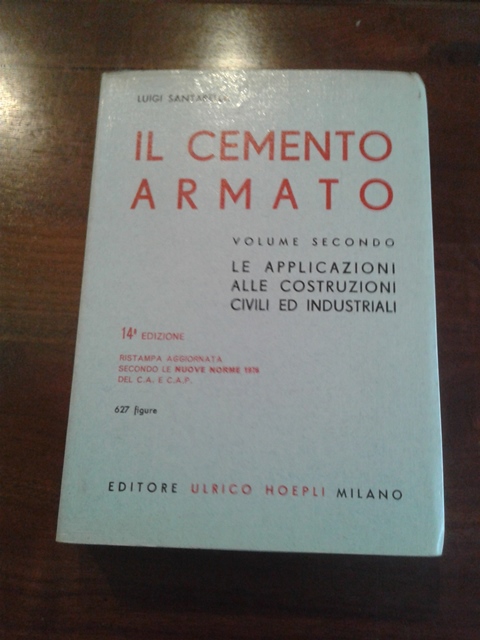 LUIGI
IL CEMENTO
ARMATO
VOLUME SECONDO
LE APPLICAZIONI
ALLE COSTRUZIONI
CIVILI ED INDUSTRIALI
14ª EDIZIONE
RISTAMPA AGGIORNATA
SECONDO LE NUOVE NORME 1976
DEL C.A. E C.A.P.
627 figure
EDITORE ULRICO HOEPLI MILANO